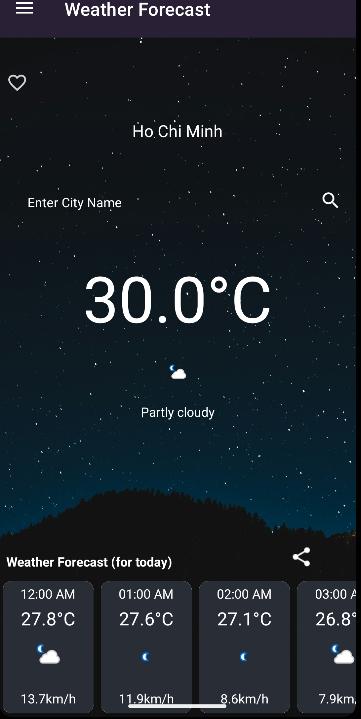 Weather Forecast
Ho Chi Minh
Enter City Name
30.0°C
Partly cloudy
Weather Forecast (for today)
12:00 AM 01:00 AM 02:00 AM 03:00 A
27.8°C 27.6°C 27.1°C 26.8°
13.7km/h 11.9km/h 8.6km/h 7.9km